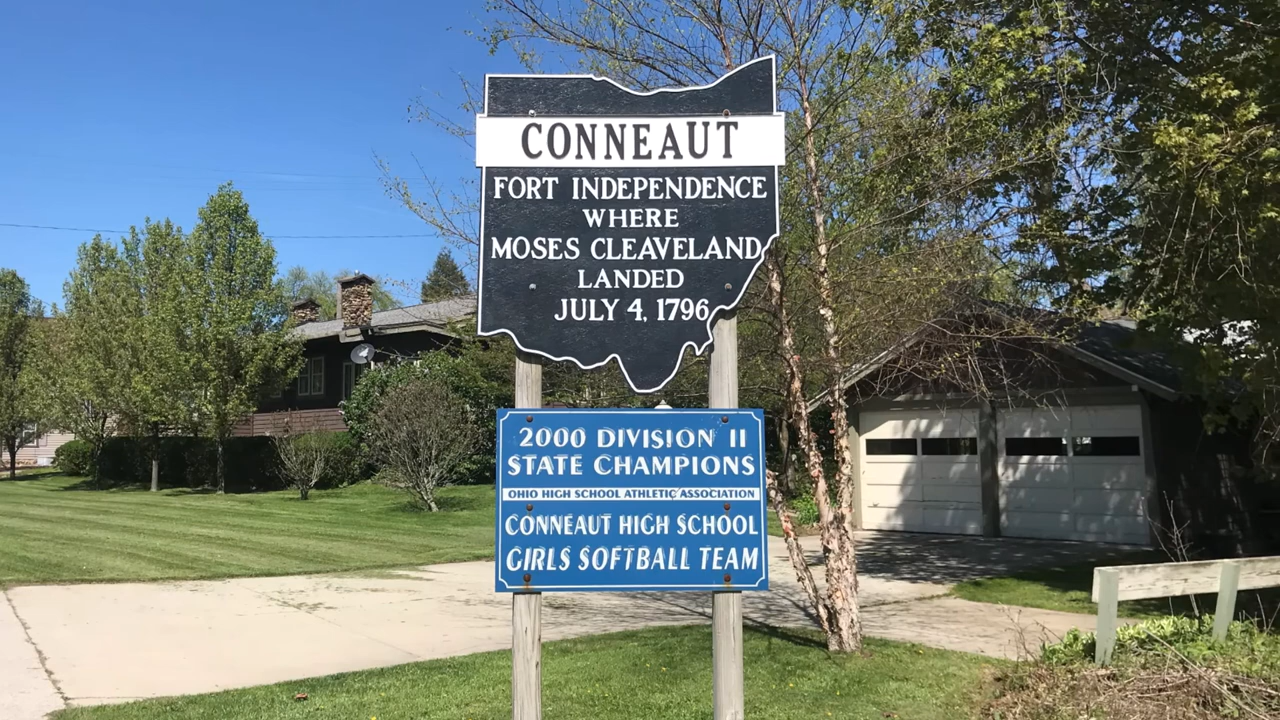 CONNEAUT
FORT INDEPENDENCE
WHERE
MOSES CLEAVELAND
LANDED
JULY 4, 1796
2000 DIVISION II
STATE CHAMPIONS
OHIO HIGH SCHOOL ATHLETIC ASSOCIATION
CONNEAUT HIGH SCHOOL
GIRLS SOFTBALL TEAM